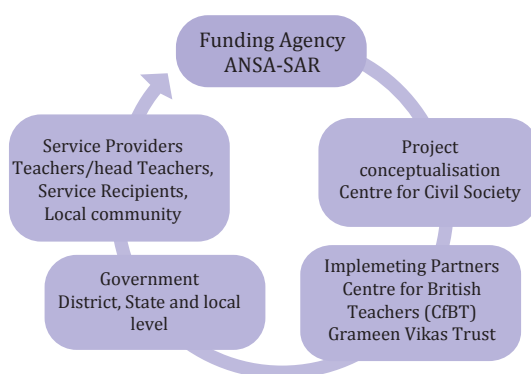 Funding Agency
ANSA-SAR
Project
conceptualisation
Centre for Civil Society
Implemeting Partners
Centre for British
Teachers (CfBT)
Grameen Vikas Trust
Government
District, State and local
level
Service Providers
Teachers/head Teachers,
Service Recipients,
Local community